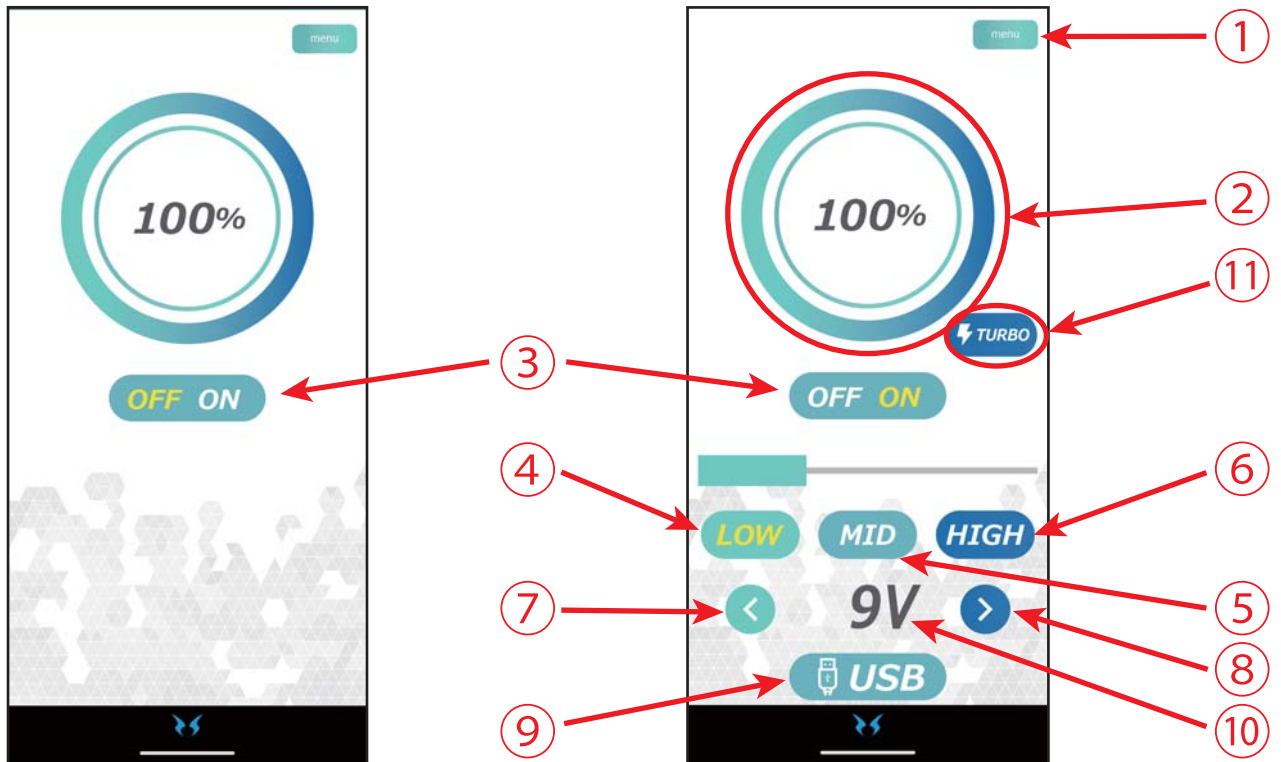 menu
100%
OFF ON
menu
①
100%
②
⑪
TURBO
③
OFF ON
④
⑥
LOW MID HIGH
⑦
9V
⑤
⑧
USB
⑨
⑩